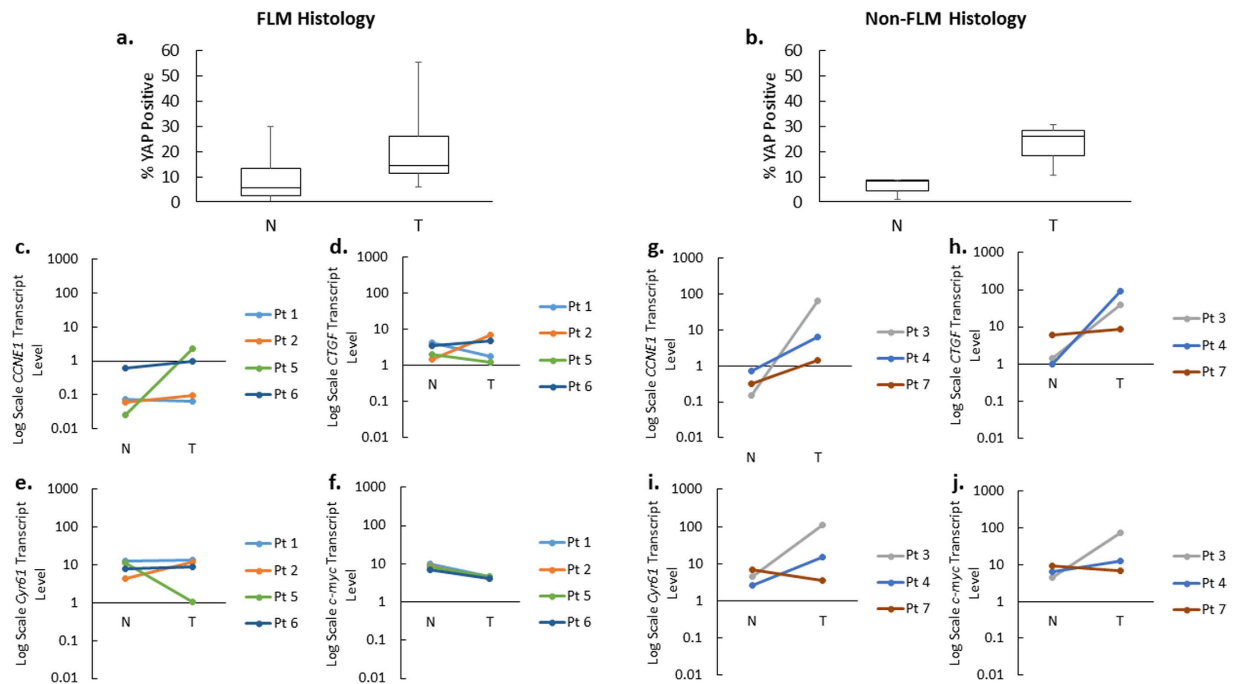 FLM Histology
Non-FLM Histology
a.
% YAP Positive
60
50
40
30
20
10
0
N
T
b.
% YAP Positive
60
50
40
30
20
10
0
N
T
c.
Log Scale CCNE1 Transcript
Level
1000
100
10
1
0.1
0.01
N
T
Pt 1
Pt 2
Pt 5
Pt 6
d.
Log Scale CTGF Transcript
Level
1000
100
10
1
0.1
0.01
N
T
Pt 1
Pt 2
Pt 5
Pt 6
g.
Log Scale CCNE1 Transcript
Level
1000
100
10
1
0.1
0.01
N
T
Pt 3
Pt 4
Pt 7
h.
Log Scale CTGF Transcript
Level
1000
100
10
1
0.1
0.01
N
T
Pt 3
Pt 4
Pt 7
e.
Log Scale Cyr61 Transcript
Level
1000
100
10
1
0.1
0.01
N
T
Pt 1
Pt 2
Pt 5
Pt 6
f.
Log Scale c-myc Transcript
Level
1000
100
10
1
0.1
0.01
N
T
Pt 1
Pt 2
Pt 5
Pt 6
i.
Log Scale Cyr61 Transcript
Level
1000
100
10
1
0.1
0.01
N
T
Pt 3
Pt 4
Pt 7
j.
Log Scale c-myc Transcript
Level
1000
100
10
1
0.1
0.01
N
T
Pt 3
Pt 4
Pt 7